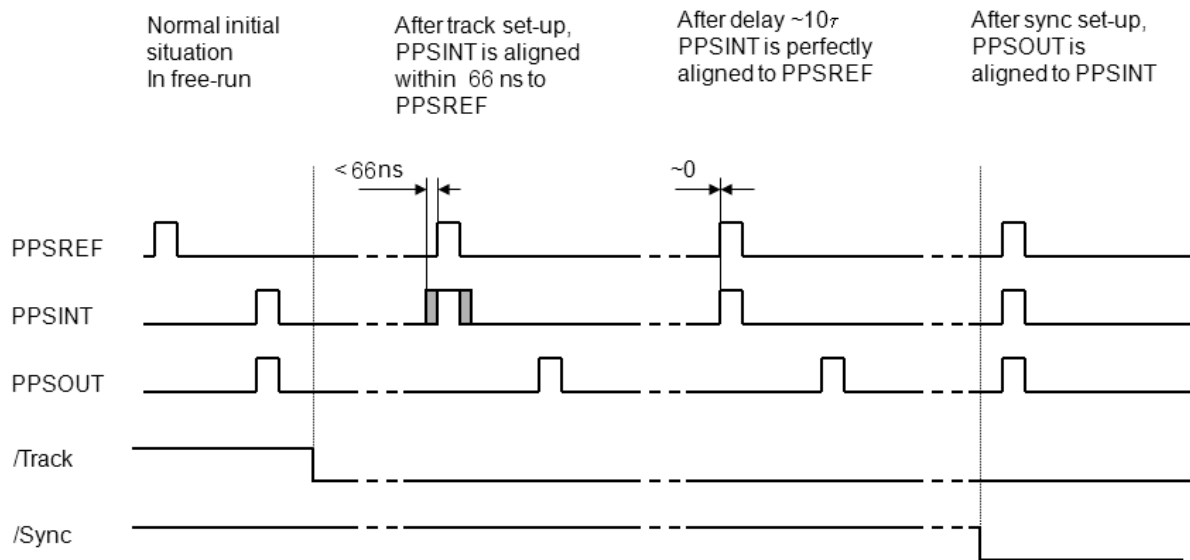 Normal initial
situation
In free-run
After track set-up,
PPSINT is aligned
within 66 ns to
PPSREF
After delay ~10τ
PPSINT is perfectly
aligned to PPSREF
After sync set-up,
PPSOUT is
aligned to PPSINT
< 66ns
~0
PPSREF
PPSINT
PPSOUT
/Track
/Sync